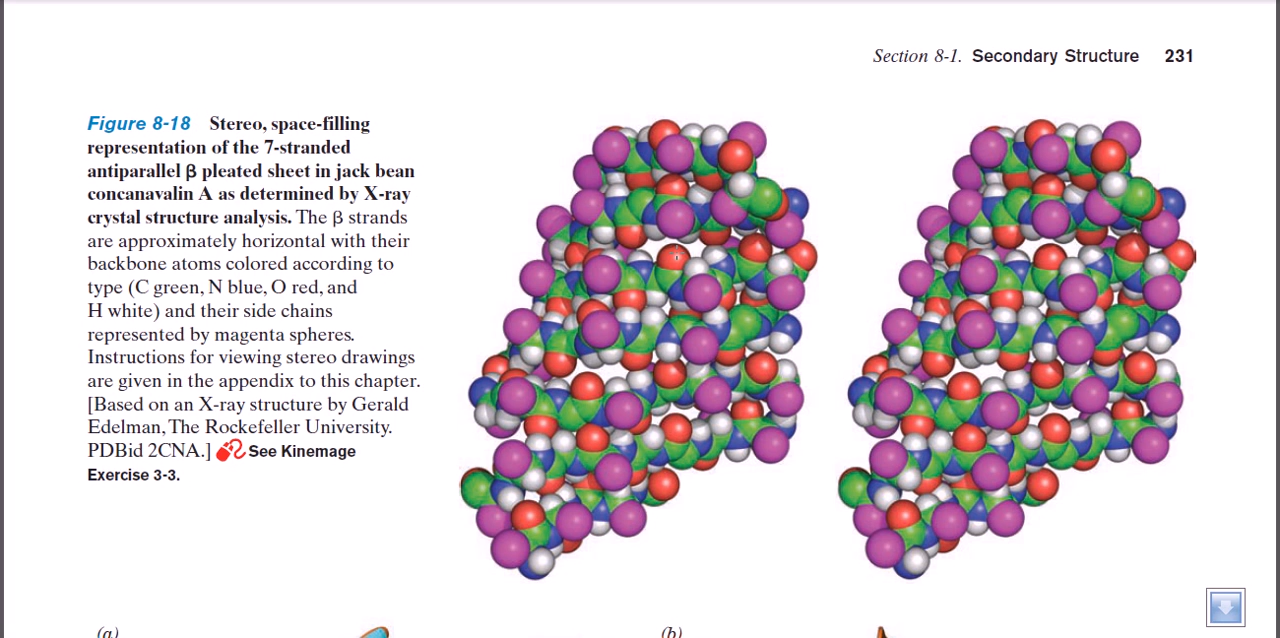 Section 8-1. Secondary Structure 231
Figure 8-18 Stereo, space-filling
representation of the 7-stranded
antiparallel β pleated sheet in jack bean
concanavalin A as determined by X-ray
crystal structure analysis. The β strands
are approximately horizontal with their
backbone atoms colored according to
type (C green, N blue, O red, and
H white) and their side chains
represented by magenta spheres.
Instructions for viewing stereo drawings
are given in the appendix to this chapter.
[Based on an X-ray structure by Gerald
Edelman, The Rockefeller University.
PDBid 2CNA.] See Kinemage
Exercise 3-3.
(a) (b)